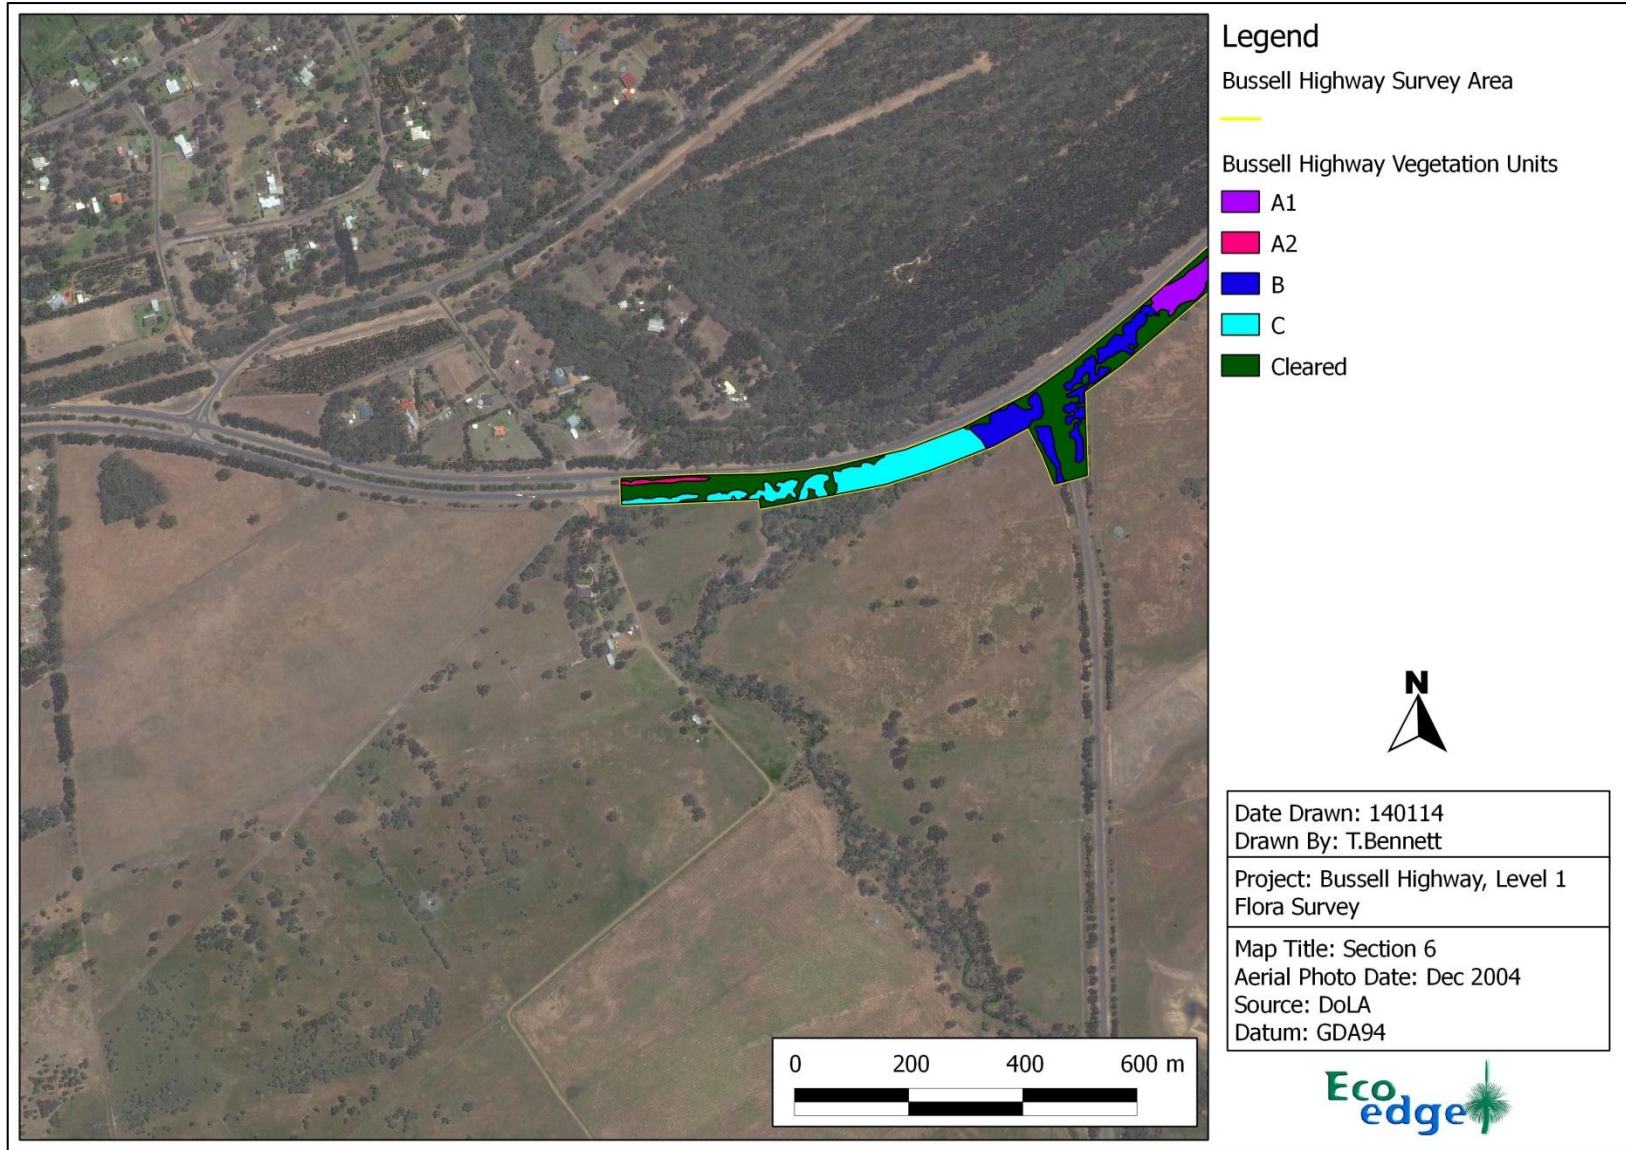 Legend
Bussell Highway Survey Area
Bussell Highway Vegetation Units
A1
A2
B
C
Cleared
N
Date Drawn: 140114
Drawn By: T.Bennett
Project: Bussell Highway, Level 1
Flora Survey
Map Title: Section 6
Aerial Photo Date: Dec 2004
Source: DoLA
Datum: GDA94
0 200 400 600 m
Eco
edge